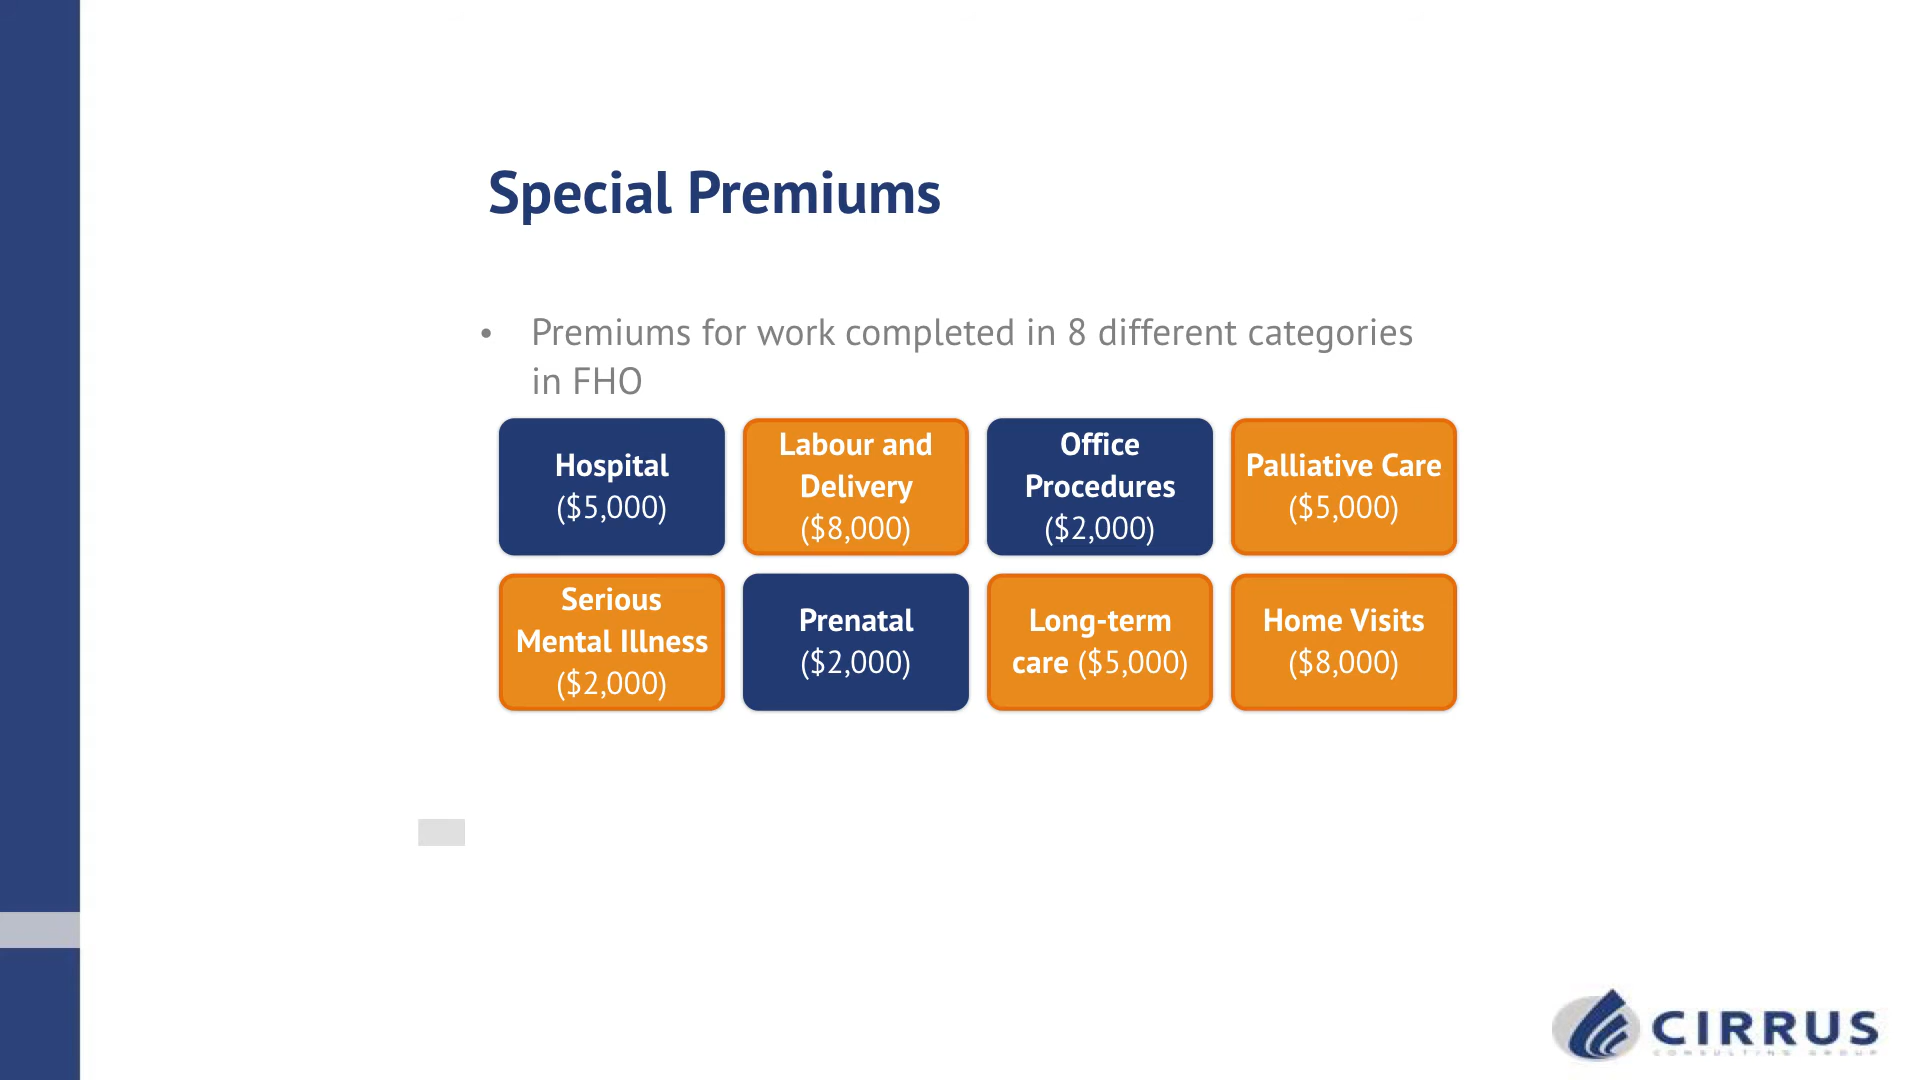 Special Premiums
• Premiums for work completed in 8 different categories
in FHO
Hospital
($5,000)
Labour and
Delivery
($8,000)
Office
Procedures
($2,000)
Palliative Care
($5,000)
Serious
Mental Illness
($2,000)
Prenatal
($2,000)
Long-term
care ($5,000)
Home Visits
($8,000)
CIRRUS
CONSULTING GROUP